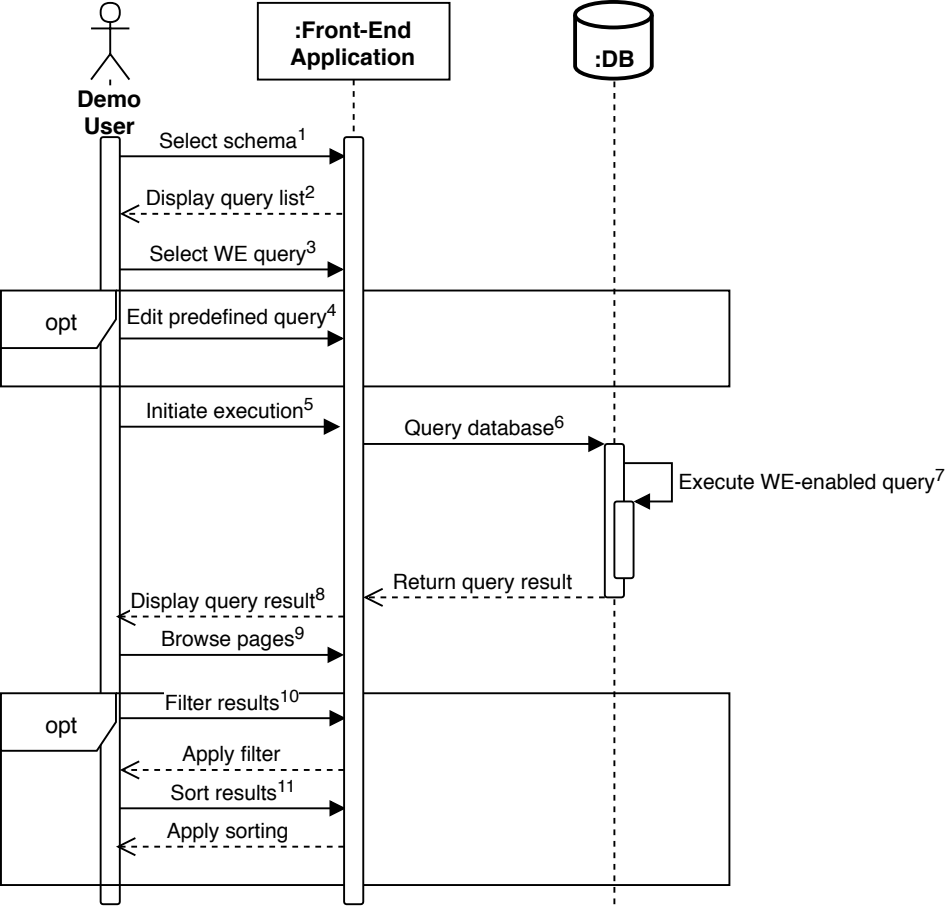 :Front-End
Application
:DB
Demo
User
Select schema¹
Display query list²
Select WE query³
opt
Edit predefined query⁴
Initiate execution⁵
Query database⁶
Execute WE-enabled query⁷
Return query result
Display query result⁸
Browse pages⁹
Filter results¹⁰
opt
Apply filter
Sort results¹¹
Apply sorting